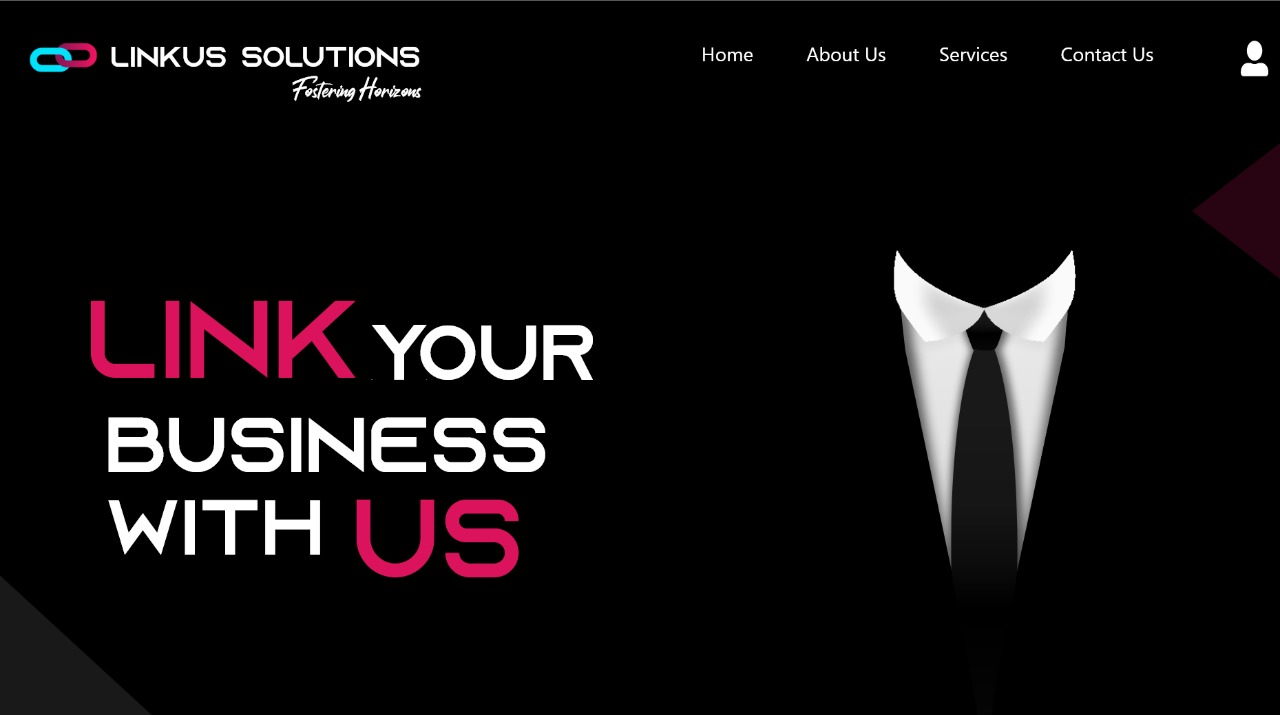 LINKUS SOLUTIONS
Fostering Horizons
Home About Us Services Contact Us
LINK YOUR
BUSINESS
WITH US